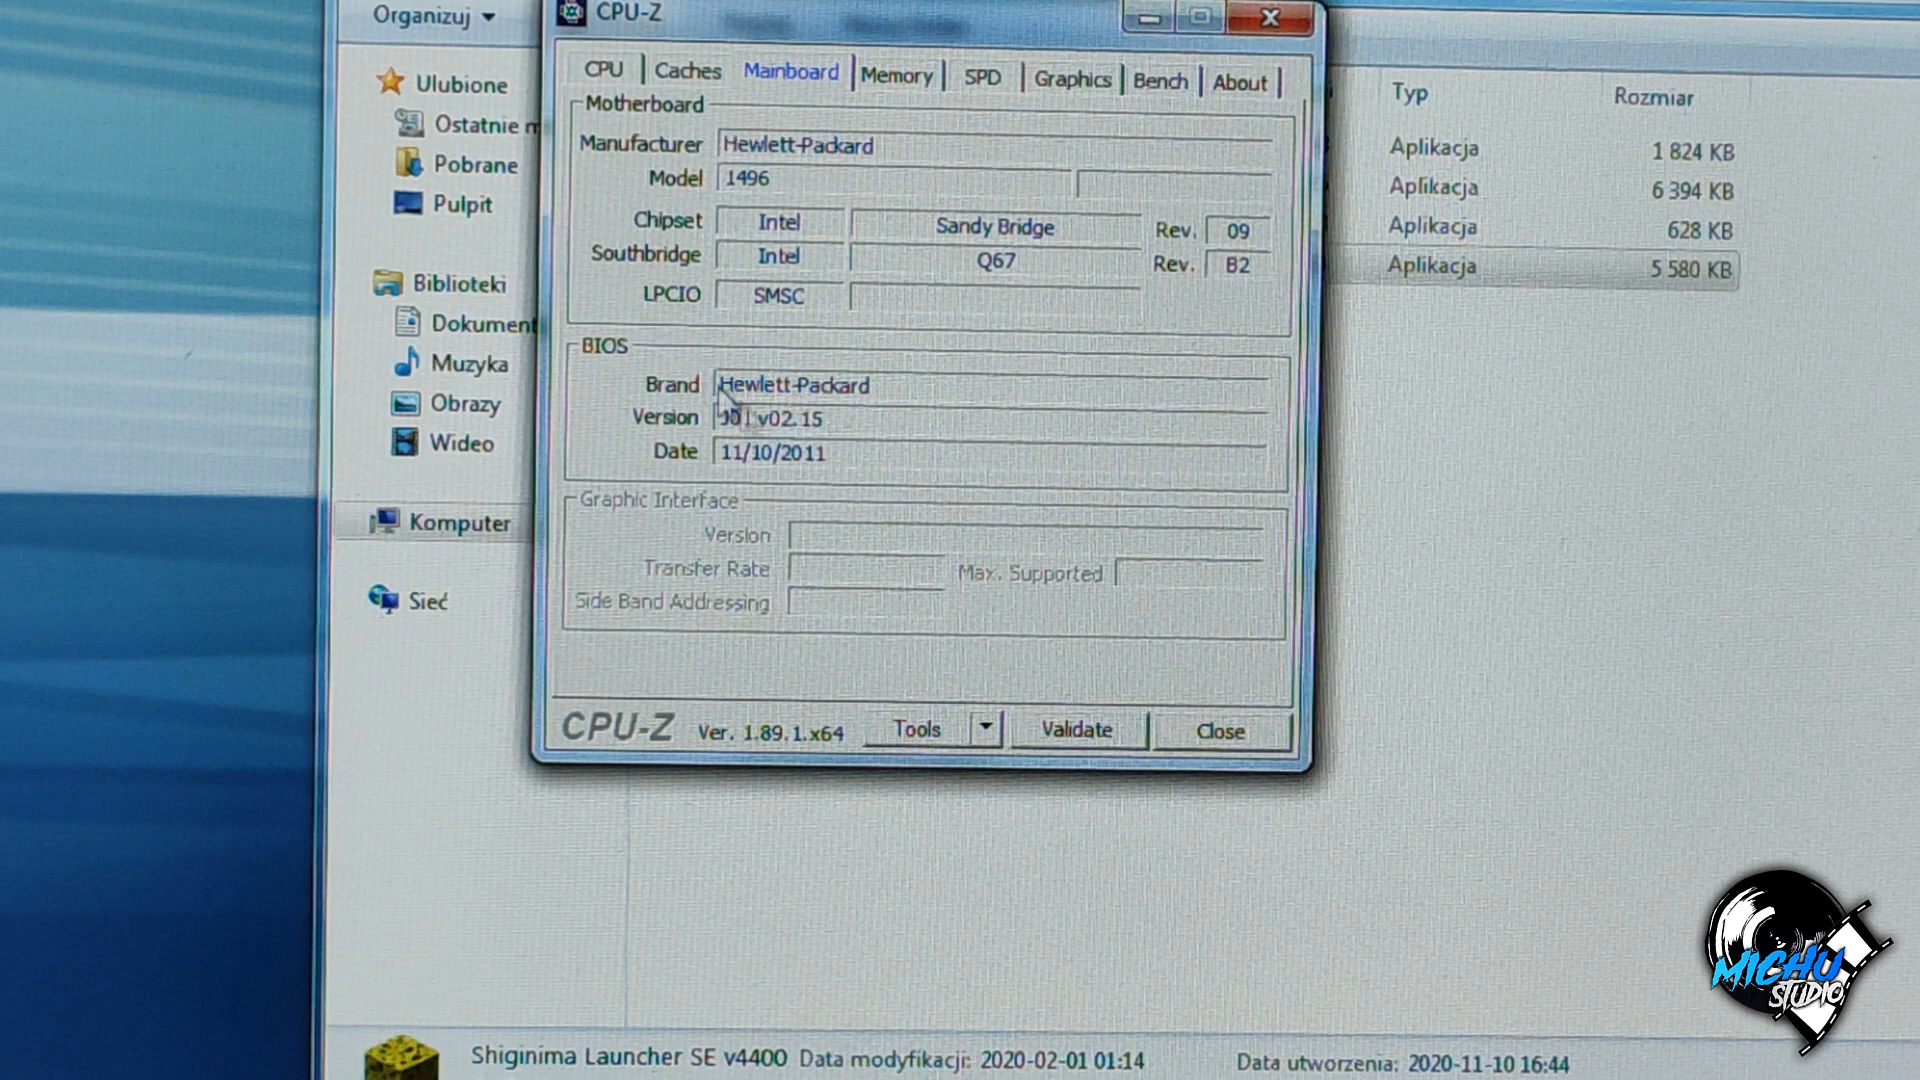 Organizuj
CPU-Z
Ulubione
Ostatnie m
Pobrane
Pulpit
Biblioteki
Dokument
Muzyka
Obrazy
Wideo
Komputer
Sieć
CPU Caches Mainboard Memory SPD Graphics Bench About
Motherboard
Manufacturer Hewlett-Packard
Model 1496
Chipset Intel Sandy Bridge Rev. 09
Southbridge Intel Q67 Rev. B2
LPCIO SMSC
BIOS
Brand Hewlett-Packard
Version v02.15
Date 11/10/2011
Graphic Interface
Version
Transfer Rate Max. Supported
Side Band Addressing
CPU-Z Ver. 1.89.1.x64 Tools Validate Close
Typ Rozmiar
Aplikacja 1 824 KB
Aplikacja 6 394 KB
Aplikacja 628 KB
Aplikacja 5 580 KB
Shiginima Launcher SE v4400 Data modyfikacji: 2020-02-01 01:14 Data utworzenia: 2020-11-10 16:44
MICHU
STUDIO